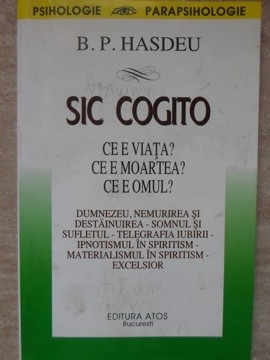 PSIHOLOGIE PARAPSIHOLOGIE
B. P. HASDEU
SIC COGITO
CE E VIAȚA?
CE E MOARTEA?
CE E OMUL?
DUMNEZEU, NEMURIREA ȘI
DESTĂINUIREA - SOMNUL ȘI
SUFLETUL - TELEGRAFIA IUBIRII -
IPNOTISMUL ÎN SPIRITISM -
MATERIALISMUL ÎN SPIRITISM -
EXCELSIOR
EDITURA ATOS
București